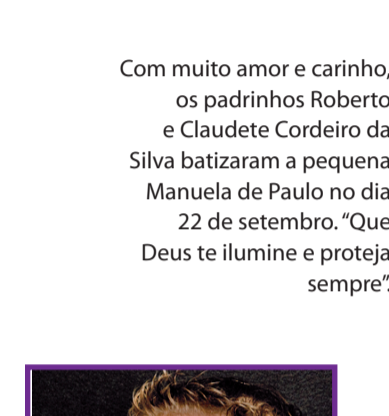 Com muito amor e carinho,
os padrinhos Roberto
e Claudete Cordeiro da
Silva batizaram a pequena
Manuela de Paulo no dia
22 de setembro. “Que
Deus te ilumine e proteja
sempre”.